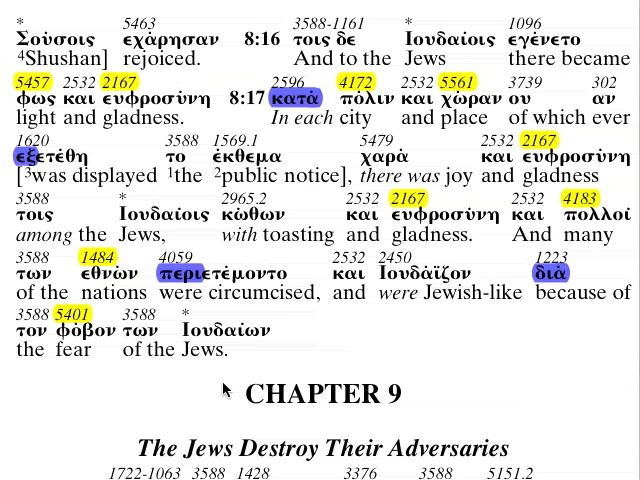 * 5463 3588-1161 * 1096
Σούσοις εχάρησαν 8:16 τοις δε Ιουδαίοις εγένετο
⁴Shushan] rejoiced. And to the Jews there became
5457 2532 2167 2596 4172 2532 5561 3739 302
φως και ευφροσύνη 8:17 κατά πόλιν και χώραν ου αν
light and gladness. In each city and place of which ever
1620 3588 1569.1 5479 2532 2167
εξετέθη το έκθεμα χαρά και ευφροσύνη
[³was displayed ¹the ²public notice], there was joy and gladness
3588 * 2965.2 2532 2167 2532 4183
τοις Ιουδαίοις κώθων και ευφροσύνη και πολλοί
among the Jews, with toasting and gladness. And many
3588 1484 4059 2532 2450 1223
των εθνών περιετέμοντο και Ιουδάϊζον διά
of the nations were circumcised, and were Jewish-like because of
3588 5401 3588 *
τον φόβον των Ιουδαίων
the fear of the Jews.
CHAPTER 9
The Jews Destroy Their Adversaries
1722-1063 3588 1428 3376 3588 5151.2